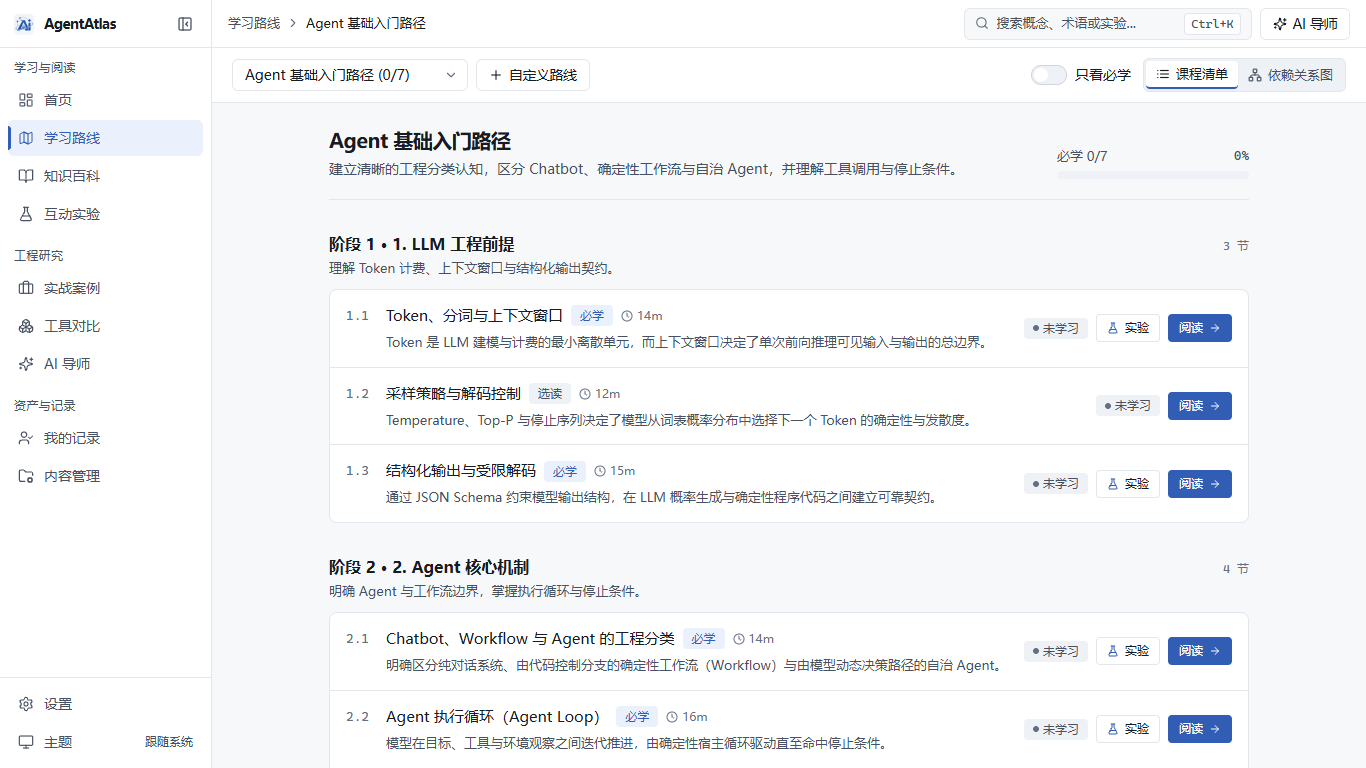 AgentAtlas
学习与阅读
首页
学习路线
知识百科
互动实验
工程研究
实战案例
工具对比
AI 导师
资产与记录
我的记录
内容管理
设置
主题 跟随系统
学习路线 > Agent 基础入门路径
搜索概念、术语或实验... Ctrl+K AI 导师
Agent 基础入门路径 (0/7) + 自定义路线
只看必学 课程清单 依赖关系图
Agent 基础入门路径
建立清晰的工程分类认知，区分 Chatbot、确定性工作流与自治 Agent，并理解工具调用与停止条件。
必学 0/7 0%
阶段 1 • 1. LLM 工程前提
3 节
理解 Token 计费、上下文窗口与结构化输出契约。
1.1 Token、分词与上下文窗口 必学 14m
Token 是 LLM 建模与计费的最小离散单元，而上下文窗口决定了单次前向推理可见输入与输出的总边界。
未学习 实验 阅读 →
1.2 采样策略与解码控制 选读 12m
Temperature、Top-P 与停止序列决定了模型从词表概率分布中选择下一个 Token 的确定性与发散度。
未学习 阅读 →
1.3 结构化输出与受限解码 必学 15m
通过 JSON Schema 约束模型输出结构，在 LLM 概率生成与确定性程序代码之间建立可靠契约。
未学习 实验 阅读 →
阶段 2 • 2. Agent 核心机制
4 节
明确 Agent 与工作流边界，掌握执行循环与停止条件。
2.1 Chatbot、Workflow 与 Agent 的工程分类 必学 14m
明确区分纯对话系统、由代码控制分支的确定性工作流（Workflow）与由模型动态决策路径的自治 Agent。
未学习 实验 阅读 →
2.2 Agent 执行循环（Agent Loop） 必学 16m
模型在目标、工具与环境观察之间迭代推进，由确定性宿主循环驱动直至命中停止条件。
未学习 实验 阅读 →